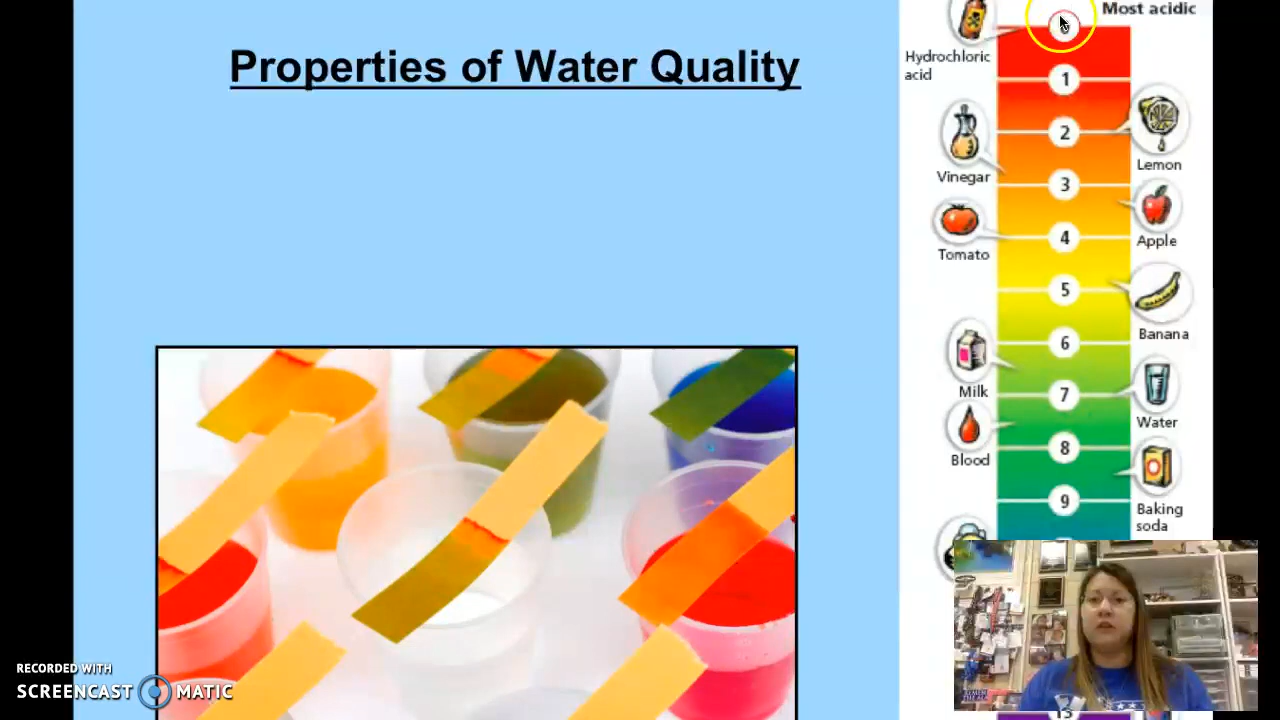 Properties of Water Quality
Most acidic
Hydrochloric
acid
1
2
Lemon
Vinegar
3
Apple
4
Tomato
5
Banana
6
Milk
7
Water
Blood
8
9
Baking
soda
RECORDED WITH
SCREENCAST MATIC